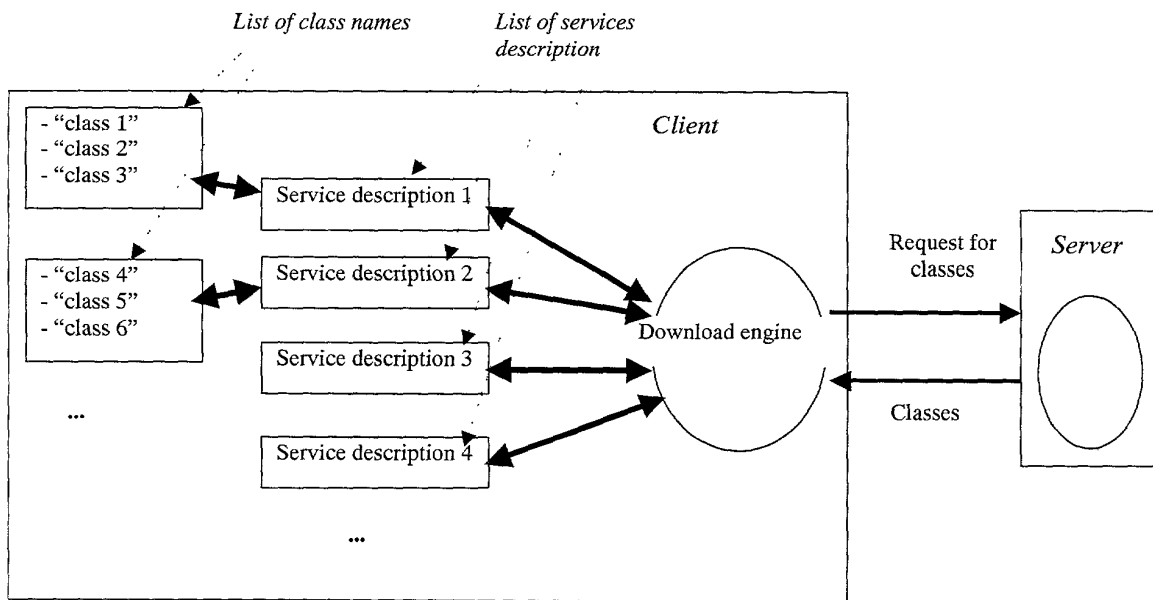 List of class names
List of services
description
Client
- “class 1”
- “class 2”
- “class 3”
Service description 1
- “class 4”
- “class 5”
- “class 6”
Service description 2
Service description 3
Service description 4
...
...
Download engine
Request for
classes
Classes
Server